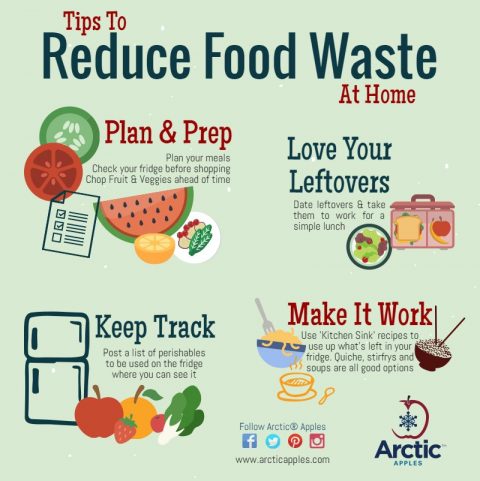 Tips To
Reduce Food Waste
At Home
Plan & Prep
Plan your meals
Check your fridge before shopping
Chop Fruit & Veggies ahead of time
Love Your
Leftovers
Date leftovers & take
them to work for a
simple lunch
Keep Track
Post a list of perishables
to be used on the fridge
where you can see it
Make It Work
Use 'Kitchen Sink' recipes to
use up what's left in your
fridge. Quiche, stirfrys and
soups are all good options
Follow Arctic® Apples
www.arcticapples.com
Arctic™
APPLES